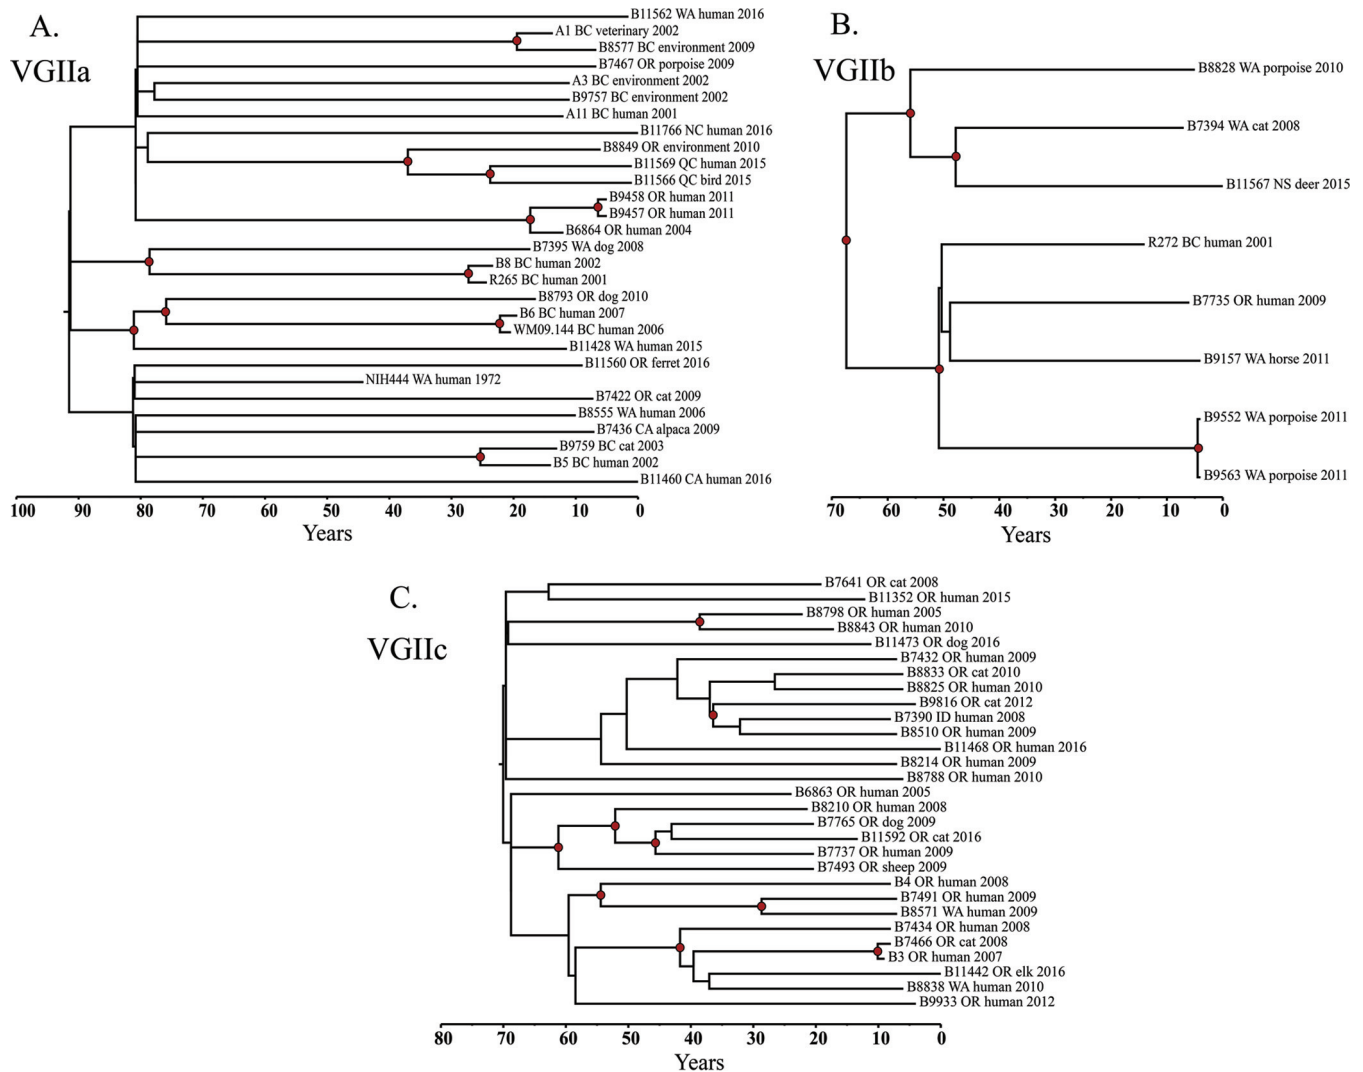 A.
VGIIa
B11562 WA human 2016
A1 BC veterinary 2002
B8577 BC environment 2009
B7467 OR porpoise 2009
A3 BC environment 2002
B9757 BC environment 2002
A11 BC human 2001
B11766 NC human 2016
B8849 OR environment 2010
B11569 QC human 2015
B11566 QC bird 2015
B9458 OR human 2011
B9457 OR human 2011
B6864 OR human 2004
B7395 WA dog 2008
B8 BC human 2002
R265 BC human 2001
B8793 OR dog 2010
B6 BC human 2007
WM09.144 BC human 2006
B11428 WA human 2015
B11560 OR ferret 2016
NIH444 WA human 1972
B7422 OR cat 2009
B8555 WA human 2006
B7436 CA alpaca 2009
B9759 BC cat 2003
B5 BC human 2002
B11460 CA human 2016
100 90 80 70 60 50 40 30 20 10 0
Years
B.
VGIIb
B8828 WA porpoise 2010
B7394 WA cat 2008
B11567 NS deer 2015
R272 BC human 2001
B7735 OR human 2009
B9157 WA horse 2011
B9552 WA porpoise 2011
B9563 WA porpoise 2011
70 60 50 40 30 20 10 0
Years
C.
VGIIc
B7641 OR cat 2008
B11352 OR human 2015
B8798 OR human 2005
B8843 OR human 2010
B11473 OR dog 2016
B7432 OR human 2009
B8833 OR cat 2010
B8825 OR human 2010
B9816 OR cat 2012
B7390 ID human 2008
B8510 OR human 2009
B11468 OR human 2016
B8214 OR human 2009
B8788 OR human 2010
B6863 OR human 2005
B8210 OR human 2008
B7765 OR dog 2009
B11592 OR cat 2016
B7737 OR human 2009
B7493 OR sheep 2009
B4 OR human 2008
B7491 OR human 2009
B8571 WA human 2009
B7434 OR human 2008
B7466 OR cat 2008
B3 OR human 2007
B11442 OR elk 2016
B8838 WA human 2010
B9933 OR human 2012
80 70 60 50 40 30 20 10 0
Years